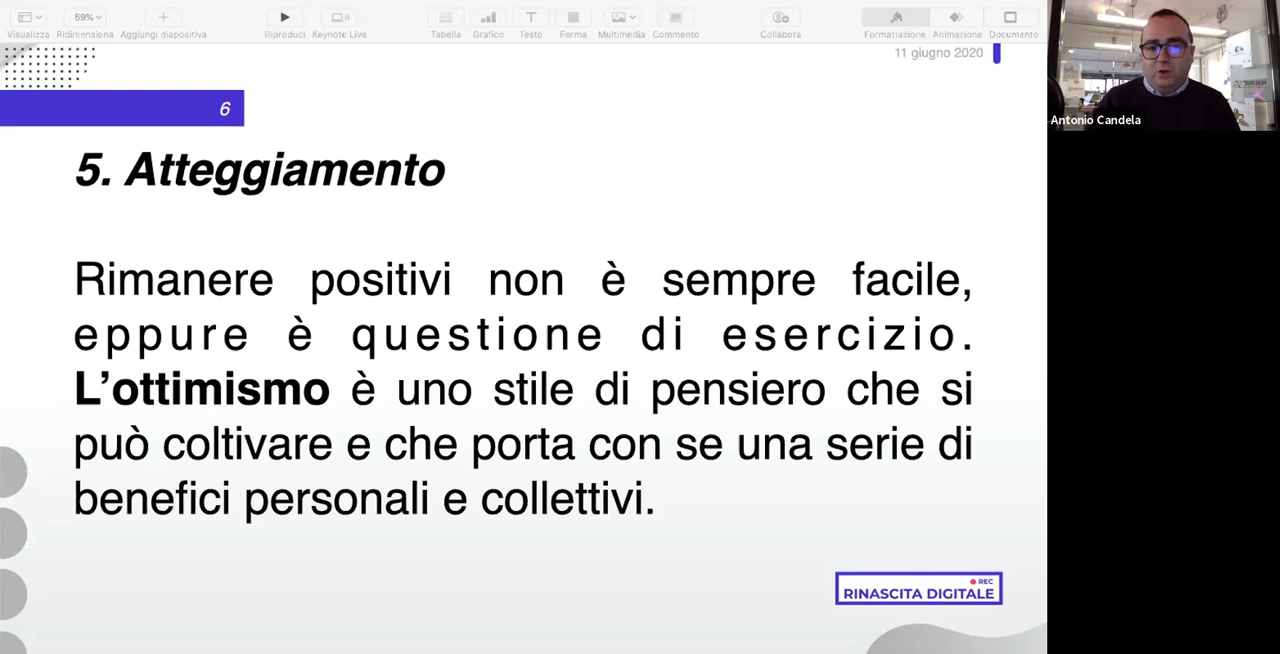 Visualizza
69%
Ridimensiona
Aggiungi diapositiva
Riproduci
Keynote Live
Tabella
Grafico
Testo
Forma
Multimedia
Commento
Collabora
Formattazione
Animazione
Documento
11 giugno 2020
6
Antonio Candela
5. Atteggiamento
Rimanere positivi non è sempre facile,
eppure è questione di esercizio.
L’ottimismo è uno stile di pensiero che si
può coltivare e che porta con se una serie di
benefici personali e collettivi.
REC
RINASCITA DIGITALE